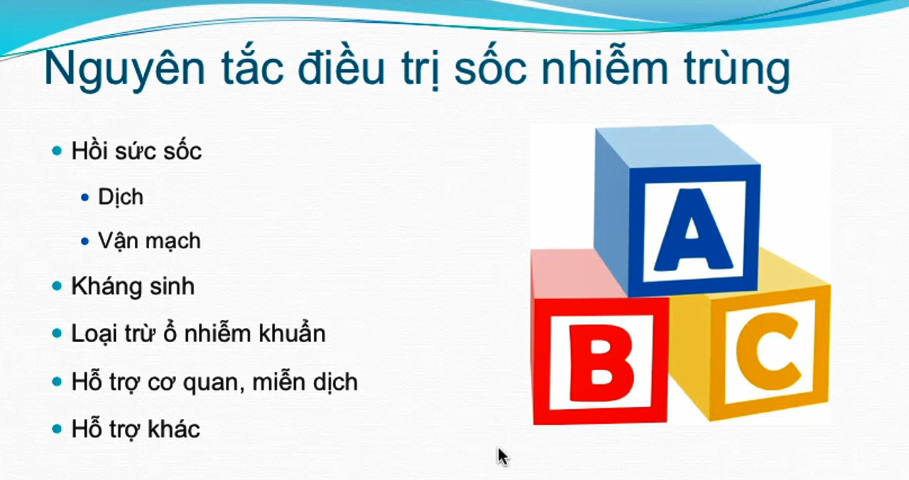 Nguyên tắc điều trị sốc nhiễm trùng
Hồi sức sốc
Dịch
Vận mạch
Kháng sinh
Loại trừ ổ nhiễm khuẩn
Hỗ trợ cơ quan, miễn dịch
Hỗ trợ khác
A
B C